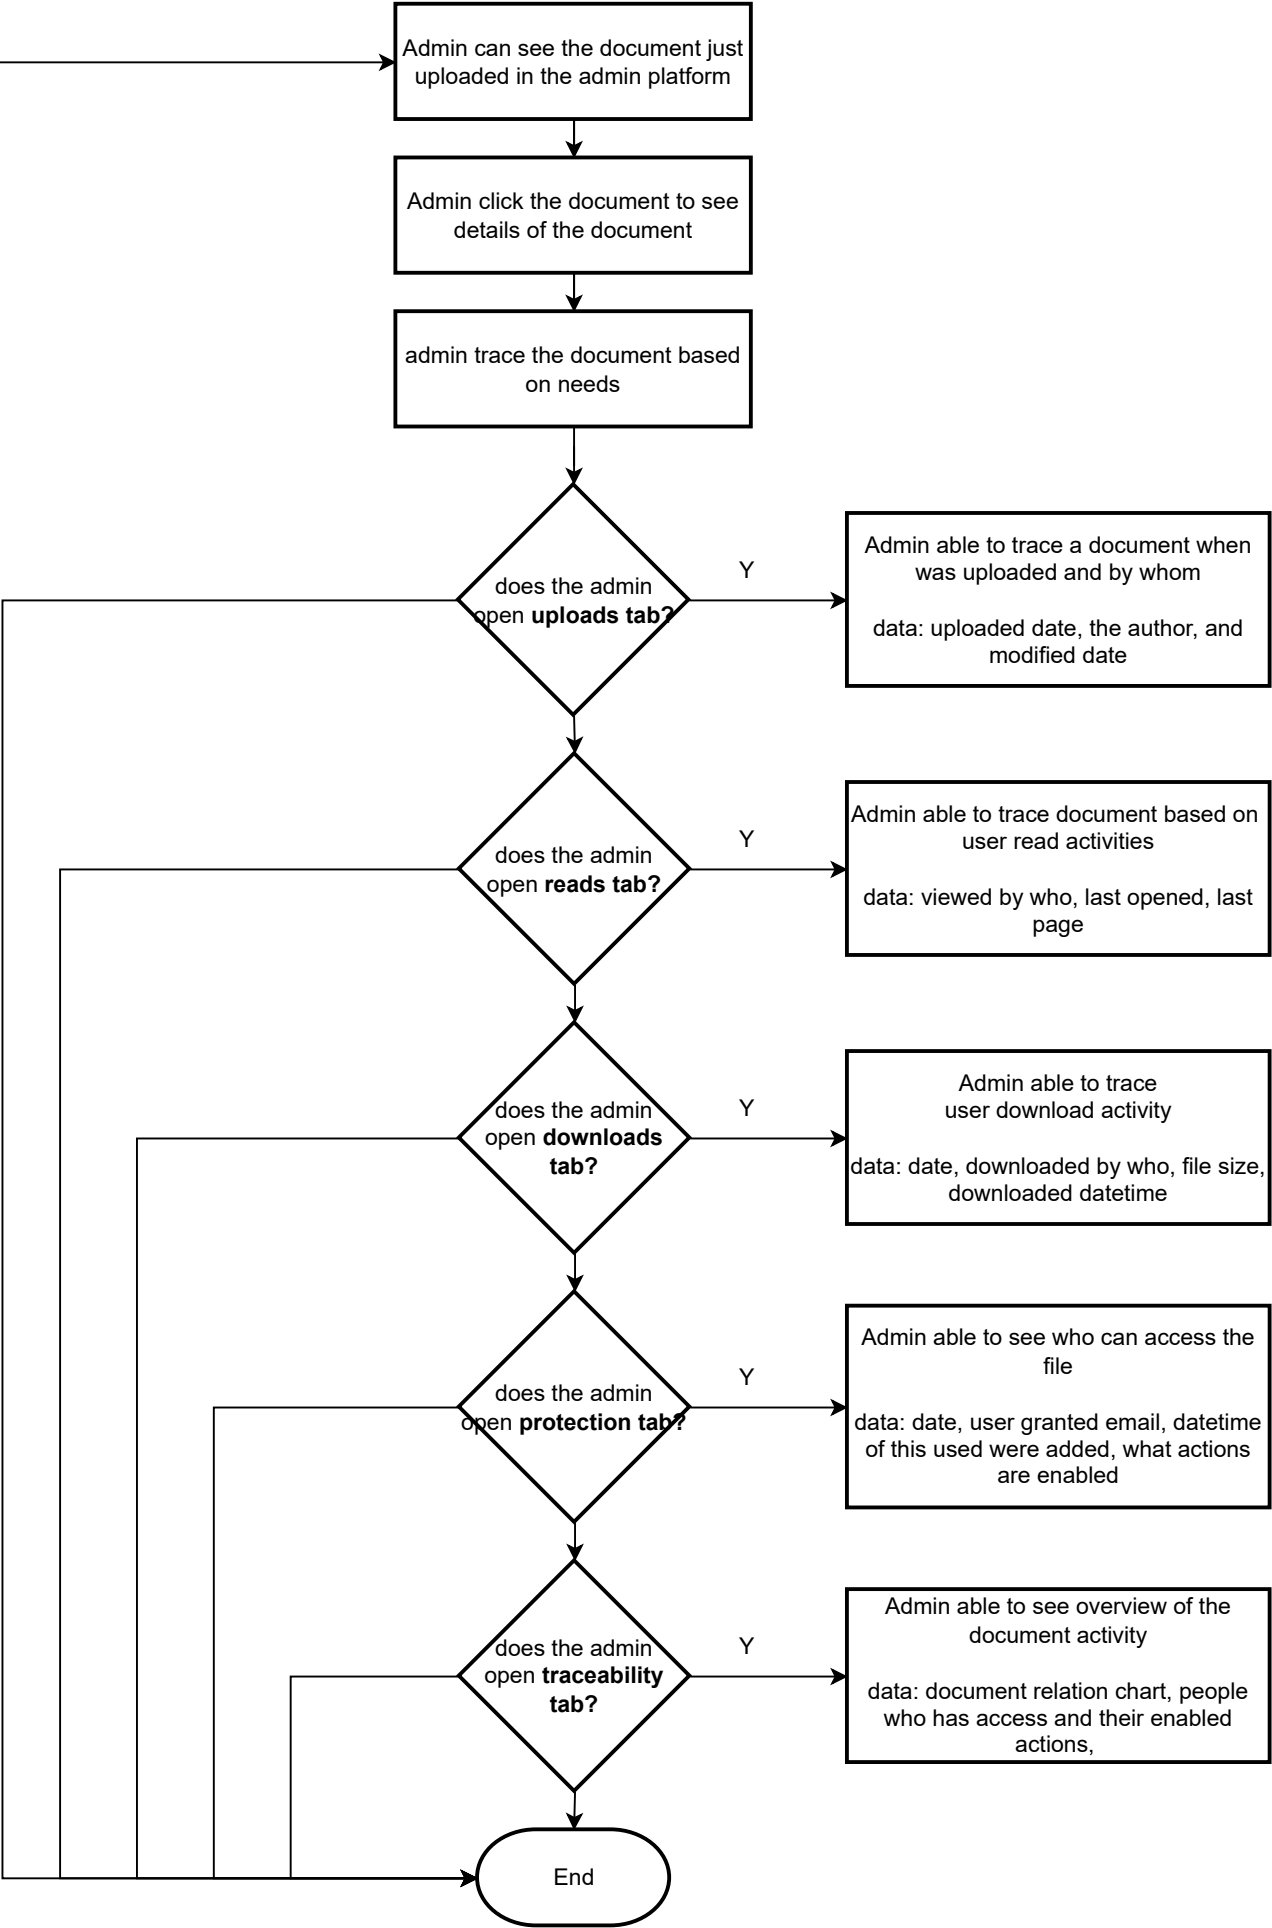 Admin can see the document just
uploaded in the admin platform
Admin click the document to see
details of the document
admin trace the document based
on needs
does the admin
open uploads tab?
Y
Admin able to trace a document when
was uploaded and by whom
data: uploaded date, the author, and
modified date
does the admin
open reads tab?
Y
Admin able to trace document based on
user read activities
data: viewed by who, last opened, last
page
does the admin
open downloads
tab?
Y
Admin able to trace
user download activity
data: date, downloaded by who, file size,
downloaded datetime
does the admin
open protection tab?
Y
Admin able to see who can access the
file
data: date, user granted email, datetime
of this used were added, what actions
are enabled
does the admin
open traceability
tab?
Y
Admin able to see overview of the
document activity
data: document relation chart, people
who has access and their enabled
actions,
End